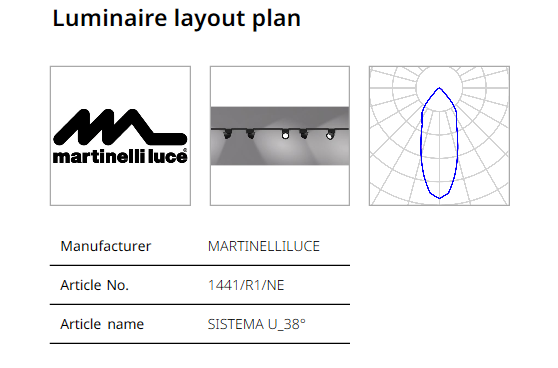 Luminaire layout plan
martinelli luce®
Manufacturer MARTINELLILUCE
Article No. 1441/R1/NE
Article name SISTEMA U_38°